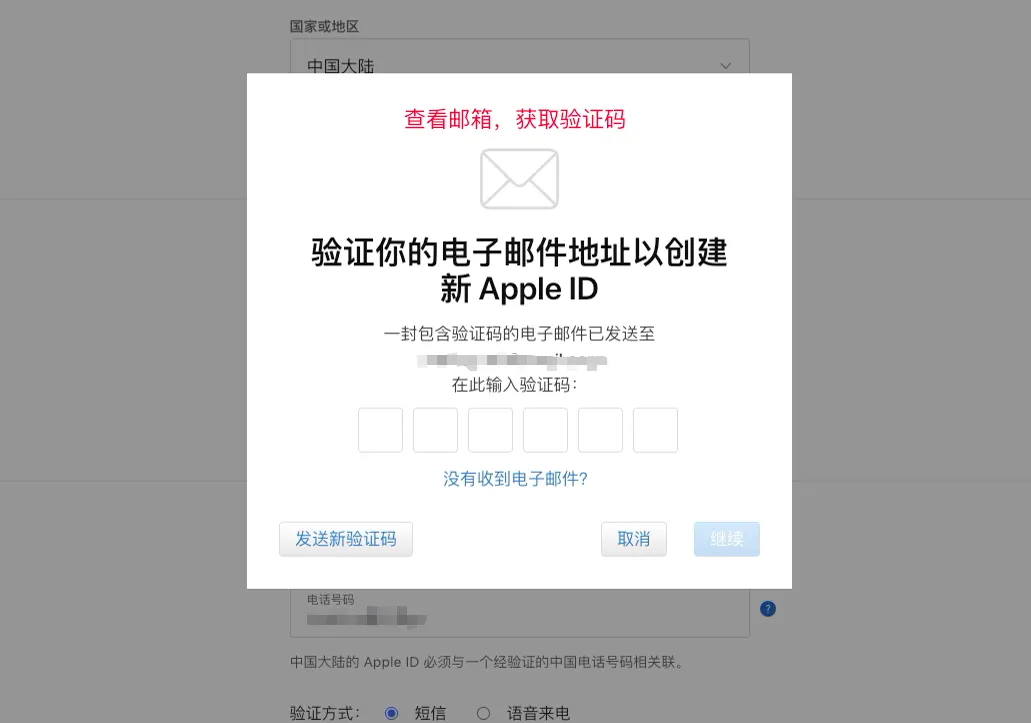 国家或地区
中国大陆
查看邮箱，获取验证码
验证你的电子邮件地址以创建
新 Apple ID
一封包含验证码的电子邮件已发送至
在此输入验证码：
没有收到电子邮件?
发送新验证码
取消
继续
电话号码
?
中国大陆的 Apple ID 必须与一个经验证的中国电话号码相关联。
验证方式：
短信
语音来电